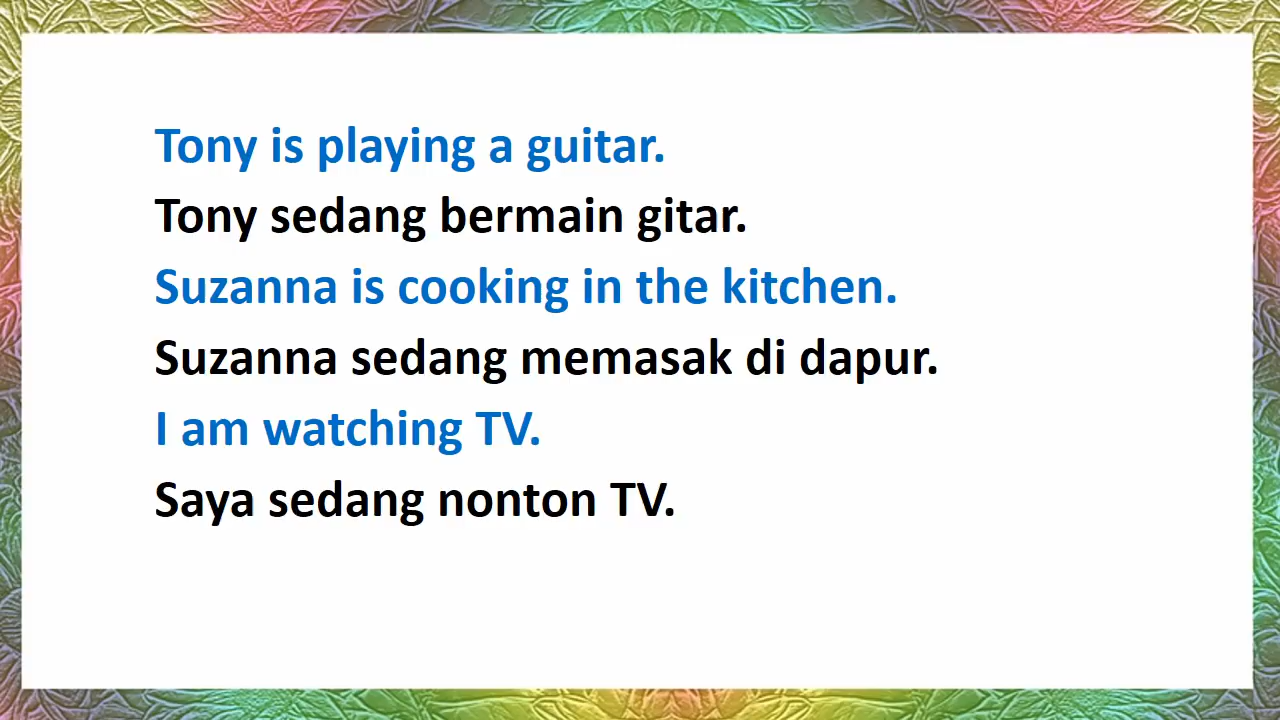 Tony is playing a guitar.
Tony sedang bermain gitar.
Suzanna is cooking in the kitchen.
Suzanna sedang memasak di dapur.
I am watching TV.
Saya sedang nonton TV.